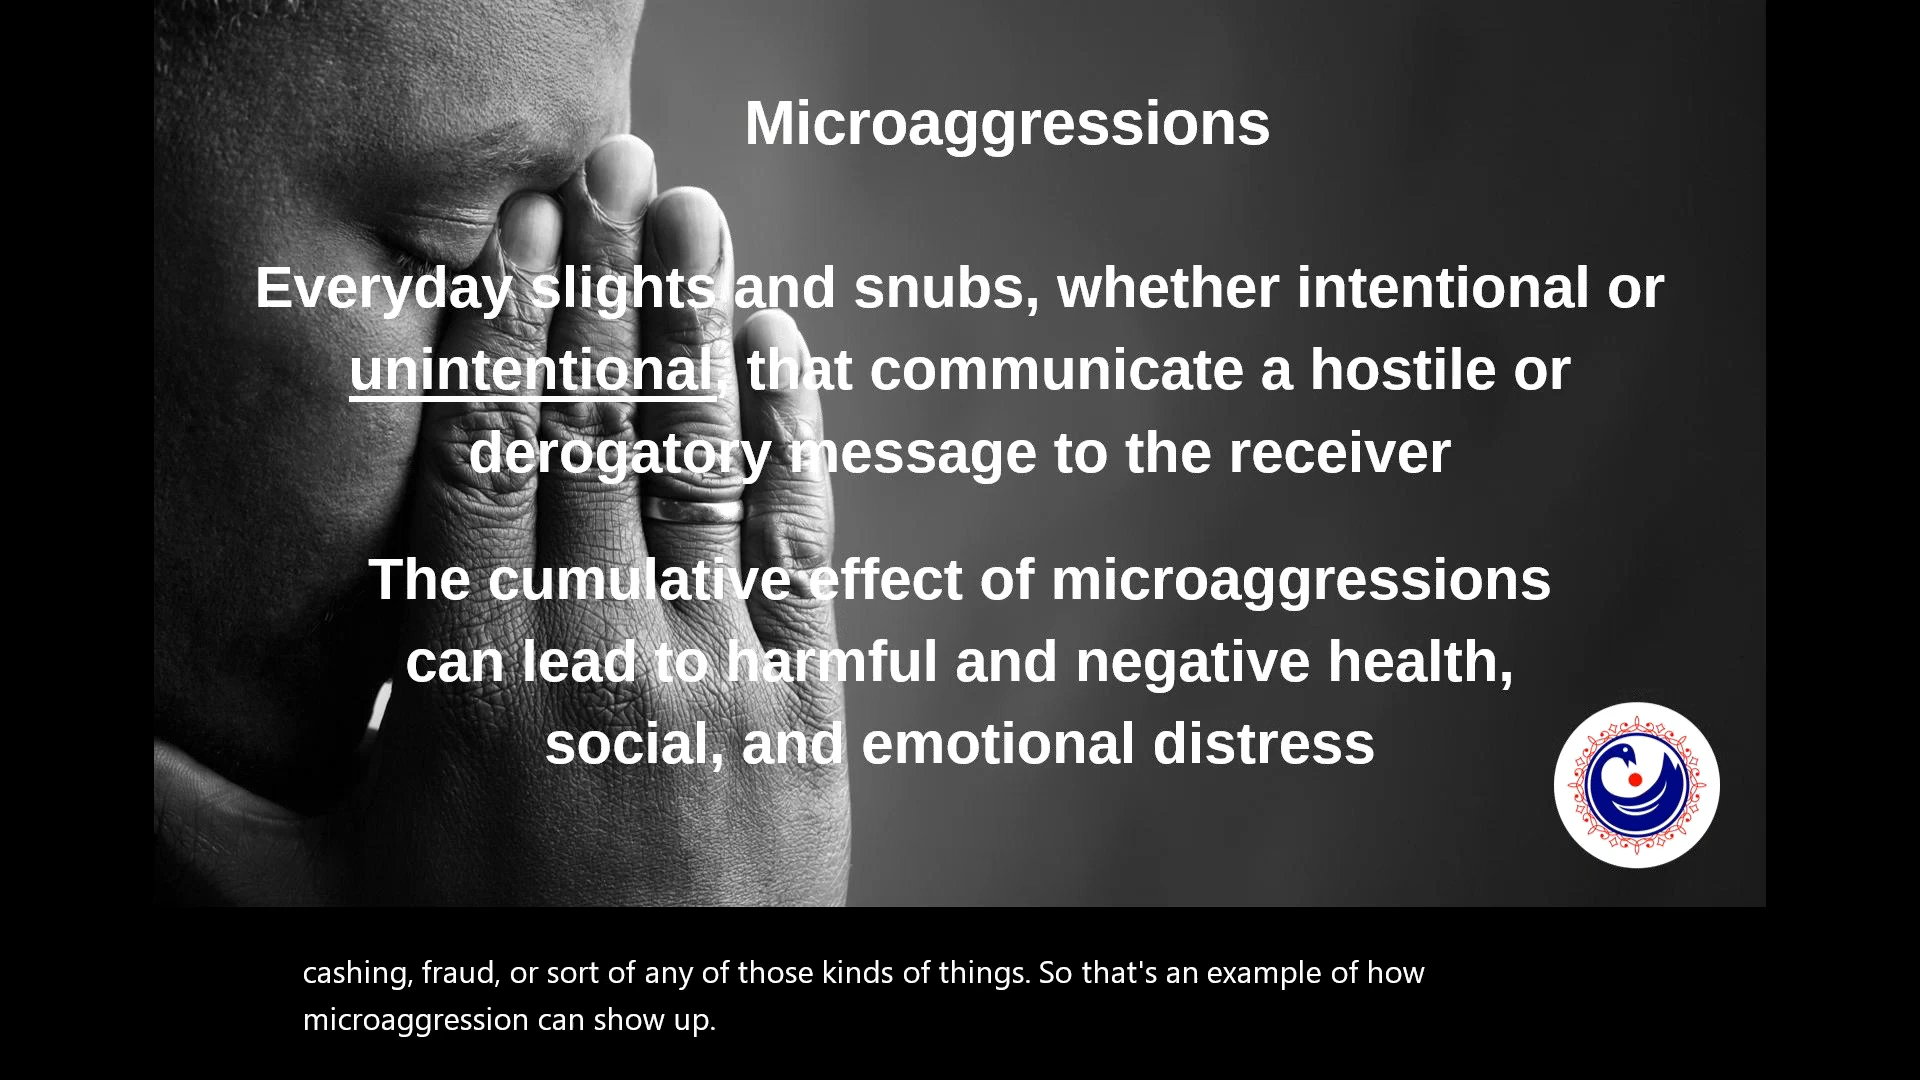 Microaggressions
Everyday slights and snubs, whether intentional or
unintentional, that communicate a hostile or
derogatory message to the receiver
The cumulative effect of microaggressions
can lead to harmful and negative health,
social, and emotional distress
cashing, fraud, or sort of any of those kinds of things. So that's an example of how
microaggression can show up.